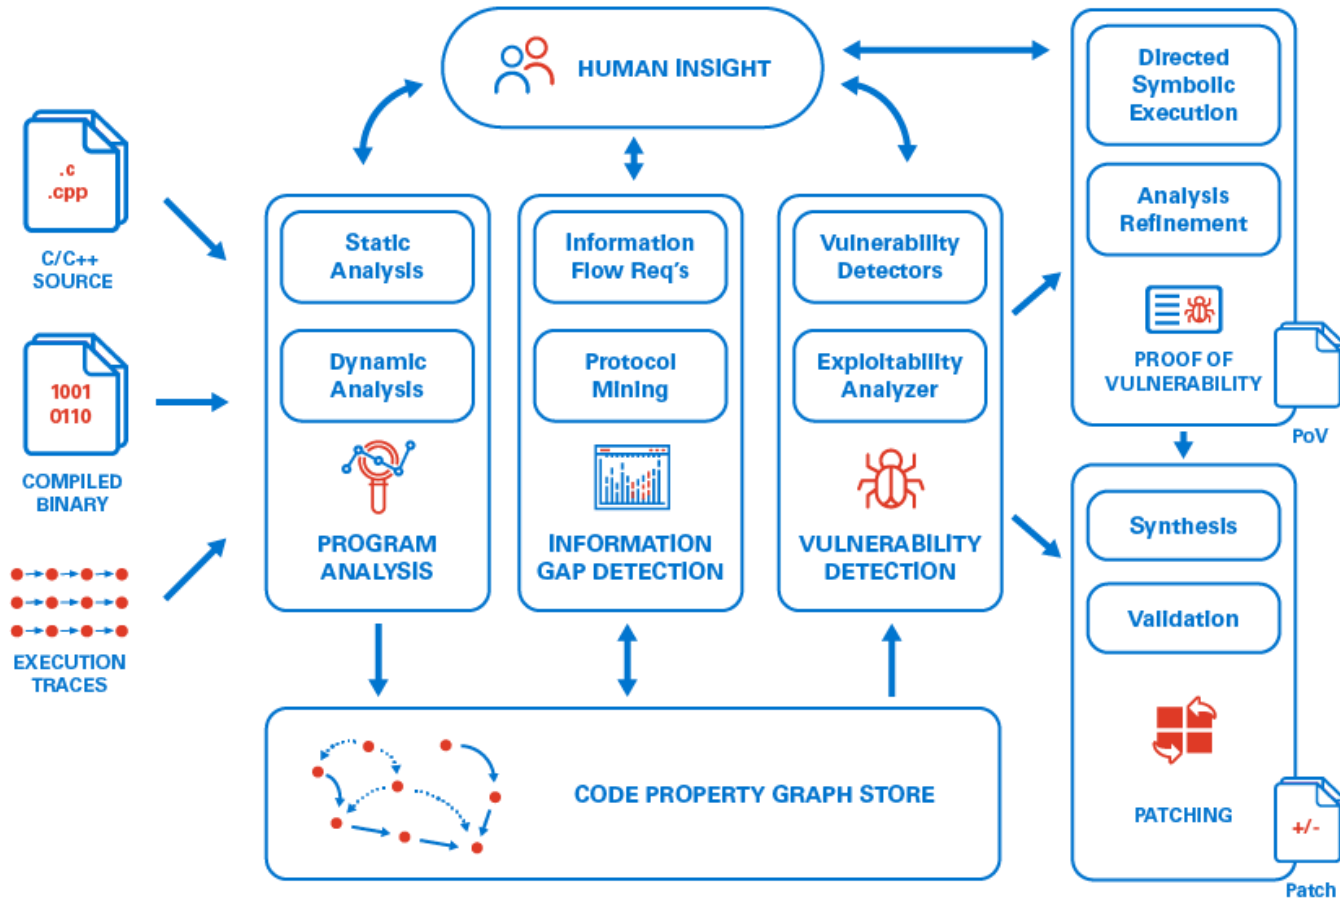 HUMAN INSIGHT
.c
.cpp
C/C++
SOURCE
1001
0110
COMPILED
BINARY
EXECUTION
TRACES
Static
Analysis
Dynamic
Analysis
PROGRAM
ANALYSIS
Information
Flow Req's
Protocol
Mining
INFORMATION
GAP DETECTION
Vulnerability
Detectors
Exploitability
Analyzer
VULNERABILITY
DETECTION
Directed
Symbolic
Execution
Analysis
Refinement
PROOF OF
VULNERABILITY
PoV
Synthesis
Validation
PATCHING
+/-
Patch
CODE PROPERTY GRAPH STORE